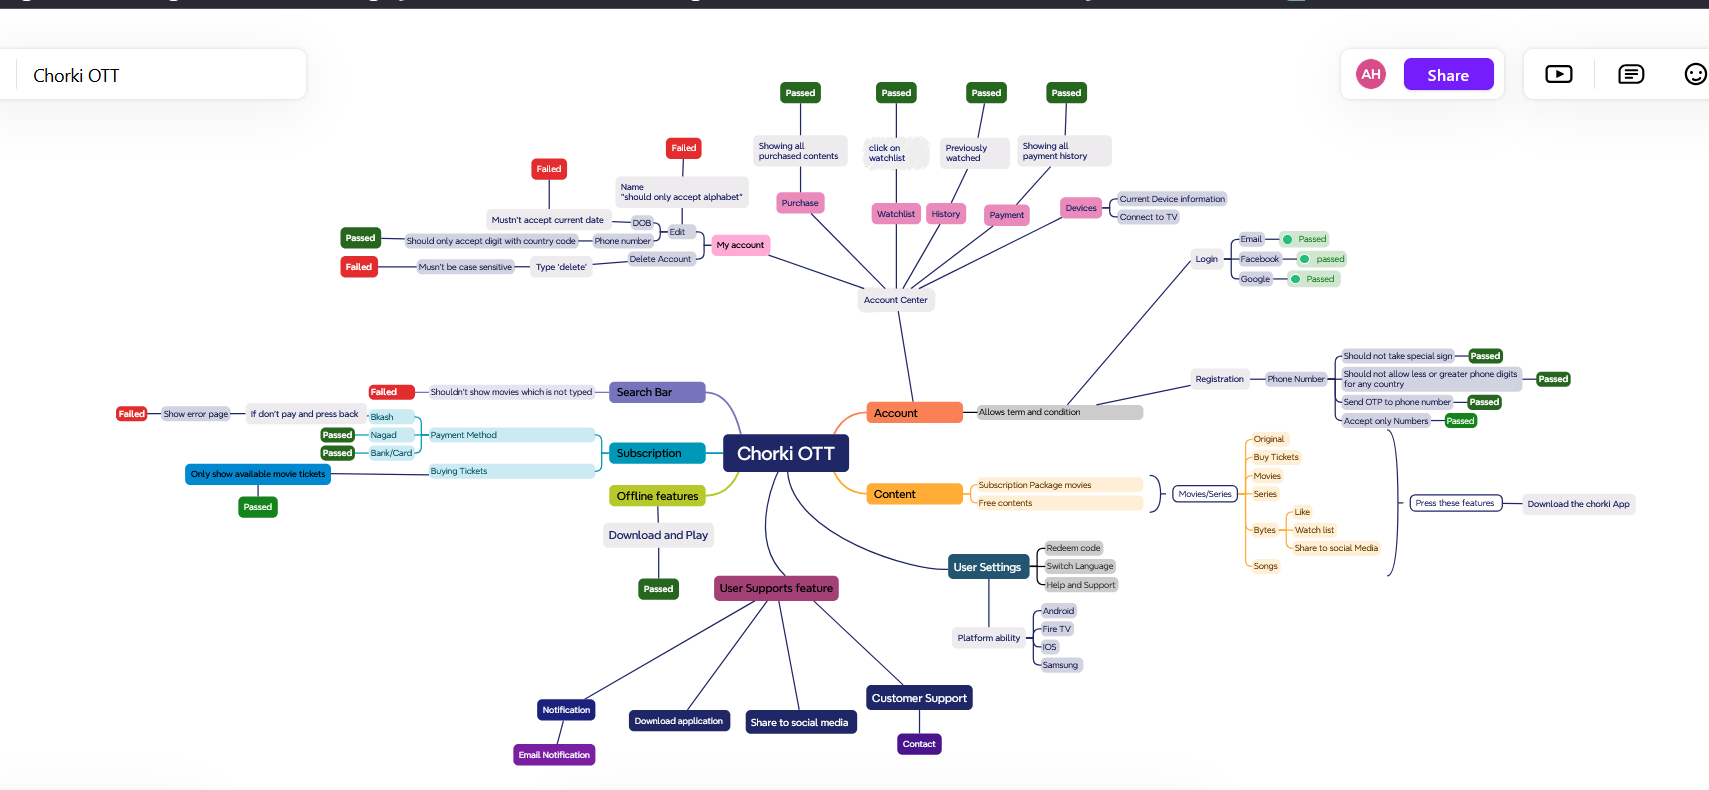 Chorki OTT
AH
Share
Passed
Passed
Passed
Passed
Showing all
purchased contents
click on
watchlist
Previously
watched
Showing all
payment history
Purchase
Watchlist
History
Payment
Devices
Current Device information
Connect to TV
Failed
Failed
Name
"should only accept alphabet"
Mustn't accept current date
DOB
Edit
Passed
Should only accept digit with country code
Phone number
My account
Failed
Musn't be case sensitive
Type 'delete'
Delete Account
Account Center
Login
Email
Passed
Facebook
passed
Google
Passed
Registration
Phone Number
Should not take special sign
Passed
Should not allow less or greater phone digits
for any country
Passed
Send OTP to phone number
Passed
Accept only Numbers
Passed
Failed
Shouldn't show movies which is not typed
Search Bar
Account
Allows term and condition
Failed
Show error page
If don't pay and press back
Bkash
Passed
Nagad
Payment Method
Passed
Bank/Card
Subscription
Chorki OTT
Only show available movie tickets
Buying Tickets
Passed
Offline features
Download and Play
Passed
Content
Subscription Package movies
Free contents
Movies/Series
Original
Buy Tickets
Movies
Series
Bytes
Like
Watch list
Share to social Media
Songs
Press these features
Download the chorki App
User Settings
Redeem code
Switch Language
Help and Support
Platform ability
Android
Fire TV
IOS
Samsung
User Supports feature
Notification
Email Notification
Download application
Share to social media
Customer Support
Contact